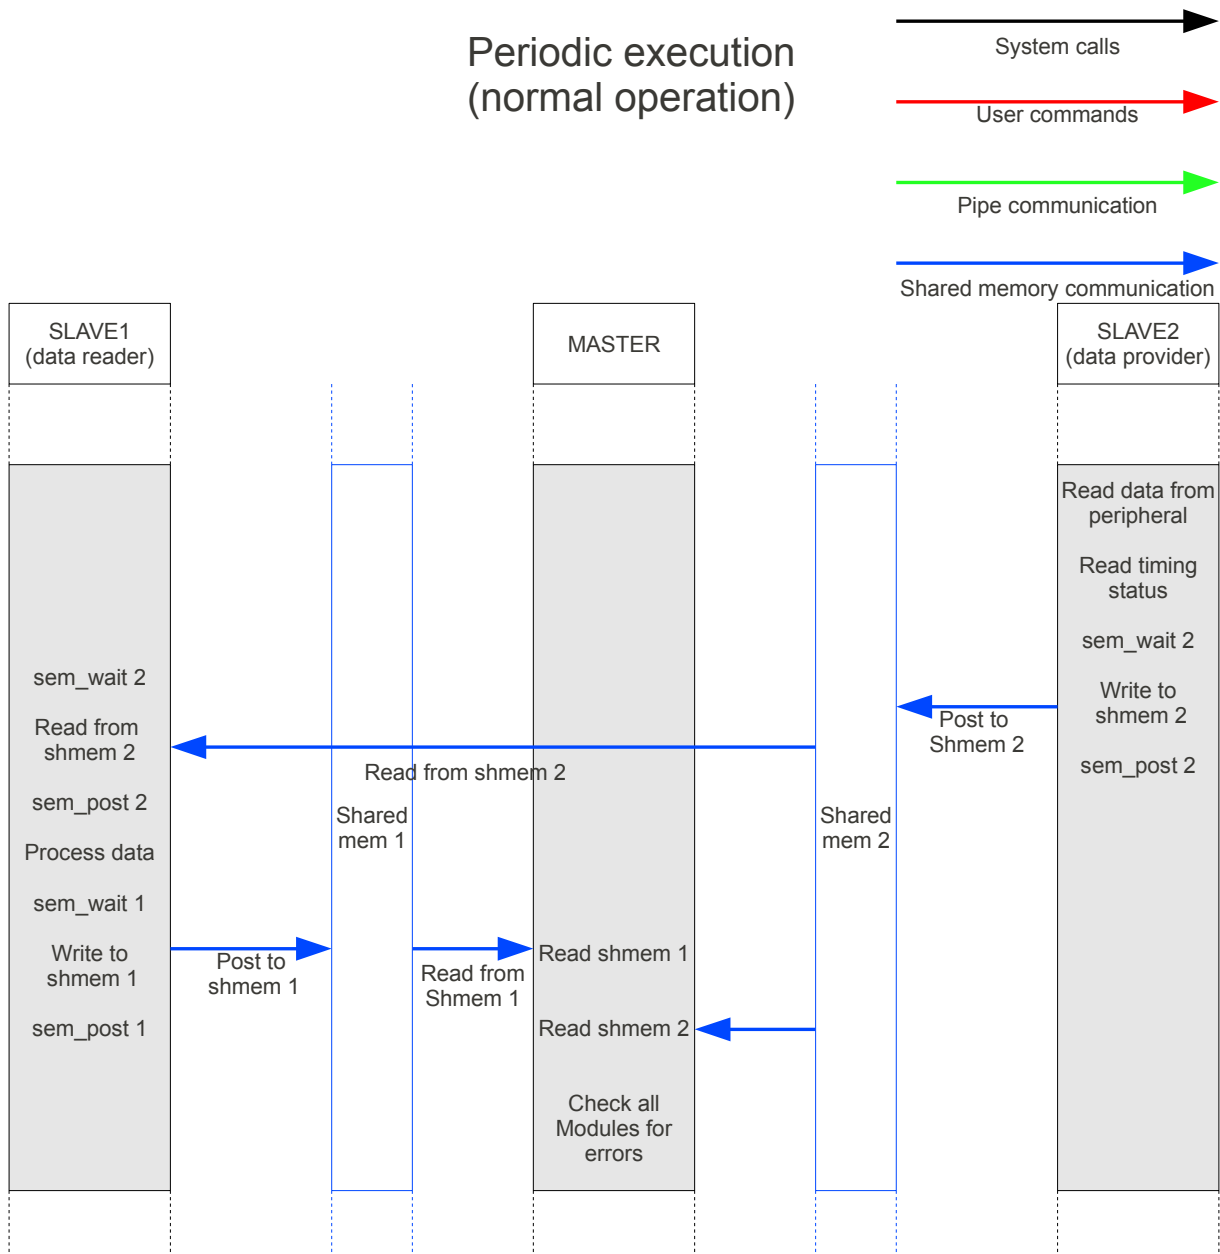 Periodic execution
(normal operation)
System calls
User commands
Pipe communication
Shared memory communication
SLAVE1
(data reader)
MASTER
SLAVE2
(data provider)
Read data from
peripheral
Read timing
status
sem_wait 2
Write to
shmem 2
sem_post 2
Post to
Shmem 2
sem_wait 2
Read from
shmem 2
sem_post 2
Process data
sem_wait 1
Write to
shmem 1
sem_post 1
Read from shmem 2
Shared
mem 1
Shared
mem 2
Post to
shmem 1
Read from
Shmem 1
Read shmem 1
Read shmem 2
Check all
Modules for
errors